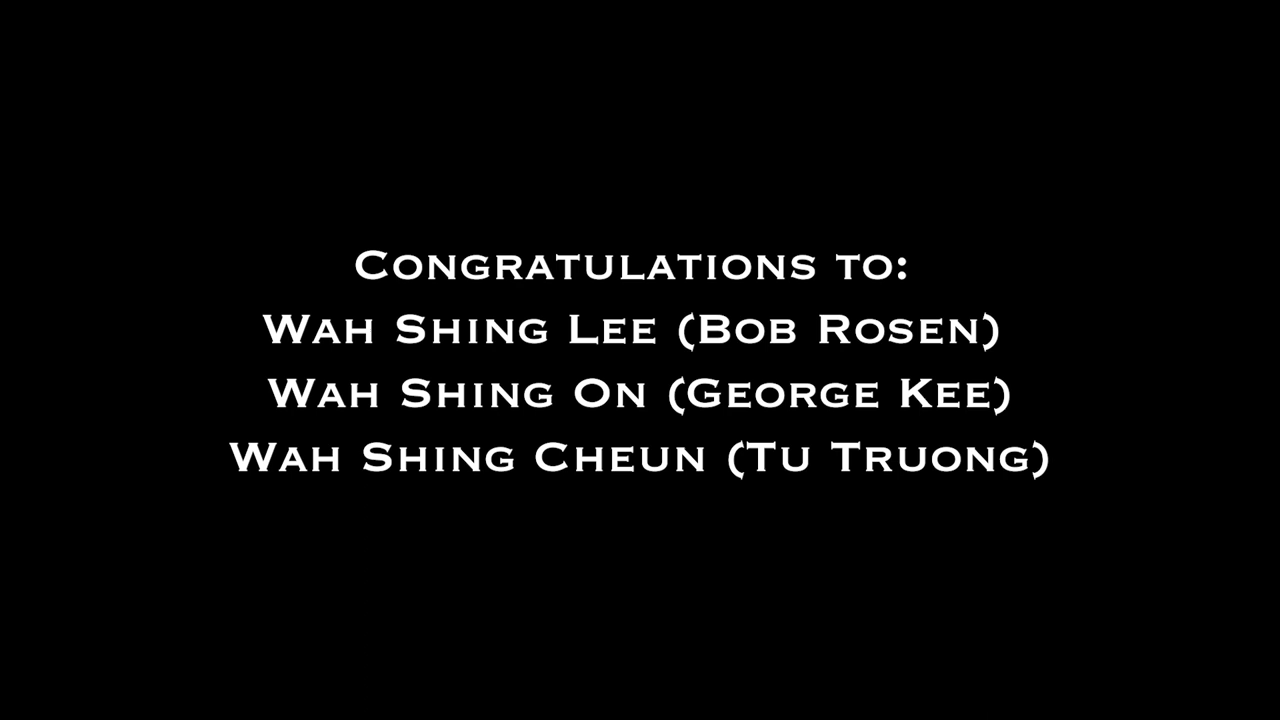 Congratulations to:
Wah Shing Lee (Bob Rosen)
Wah Shing On (George Kee)
Wah Shing Cheun (Tu Truong)